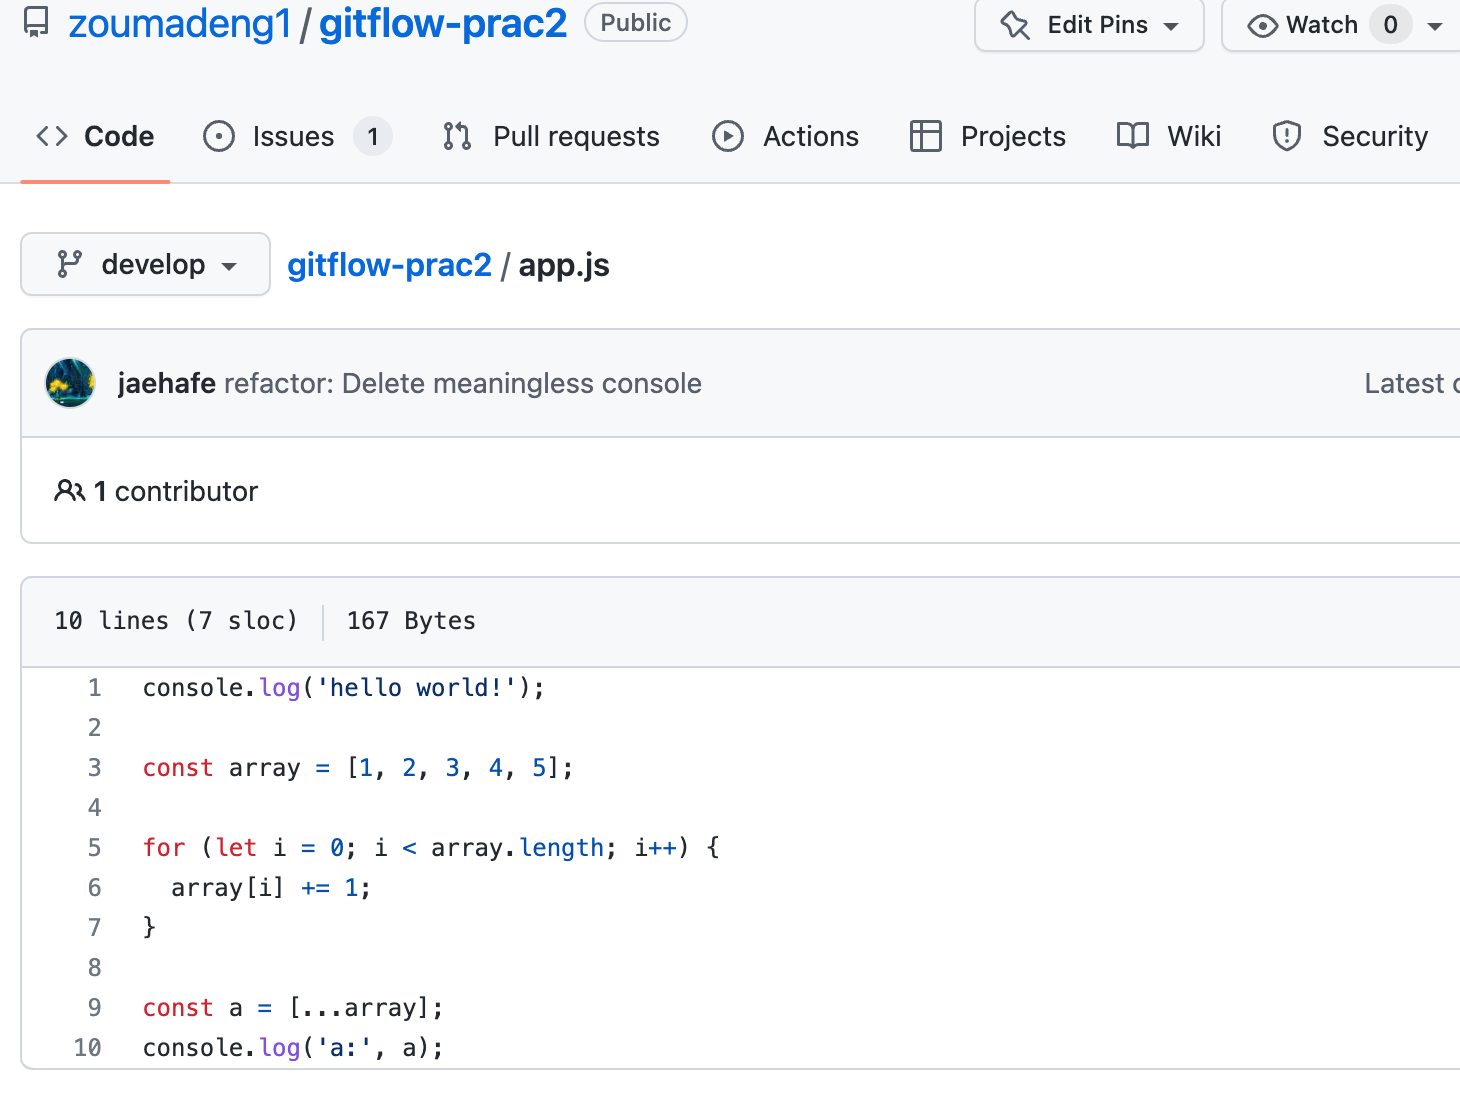 zoumadeng1 / gitflow-prac2 Public Edit Pins Watch 0
Code Issues 1 Pull requests Actions Projects Wiki Security
develop gitflow-prac2 / app.js
jaehafe refactor: Delete meaningless console Latest
1 contributor
10 lines (7 sloc) 167 Bytes
1 console.log('hello world!');
2
3 const array = [1, 2, 3, 4, 5];
4
5 for (let i = 0; i < array.length; i++) {
6   array[i] += 1;
7 }
8
9 const a = [...array];
10 console.log('a:', a);